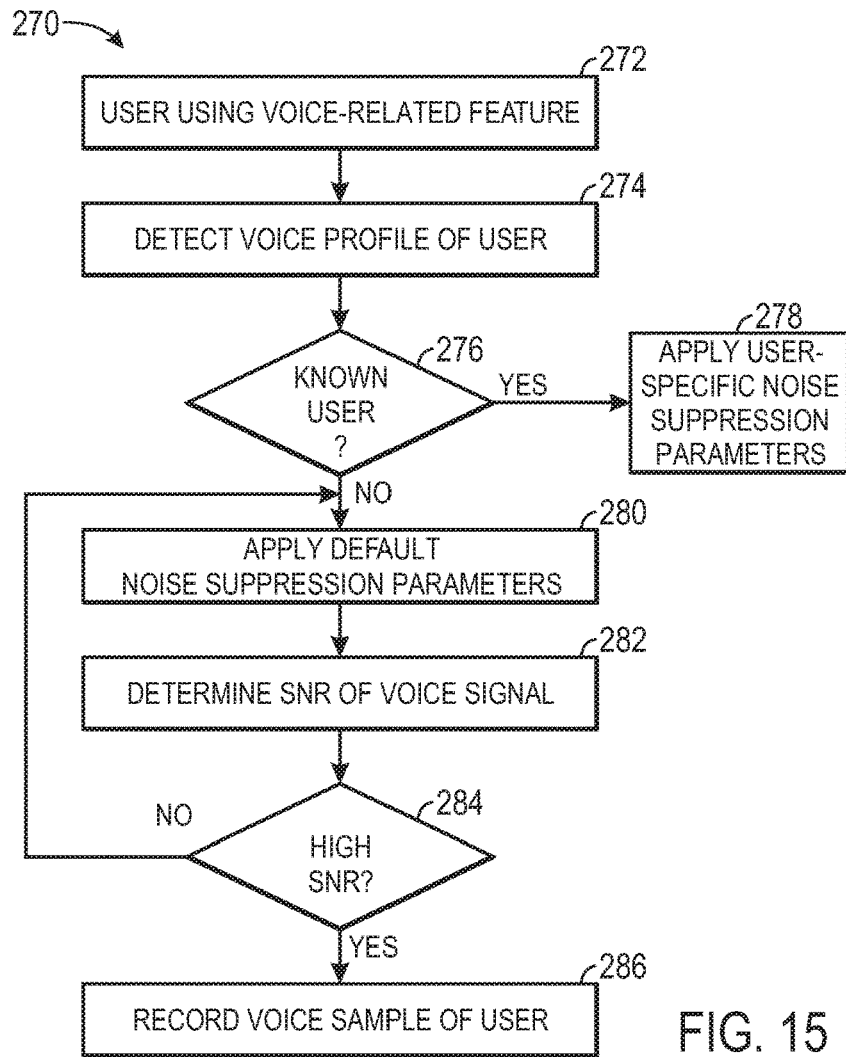 270
272
USER USING VOICE-RELATED FEATURE
274
DETECT VOICE PROFILE OF USER
276
KNOWN
USER
?
YES
278
APPLY USER-
SPECIFIC NOISE
SUPPRESSION
PARAMETERS
NO
280
APPLY DEFAULT
NOISE SUPPRESSION PARAMETERS
282
DETERMINE SNR OF VOICE SIGNAL
284
NO
HIGH
SNR?
YES
286
RECORD VOICE SAMPLE OF USER
FIG. 15